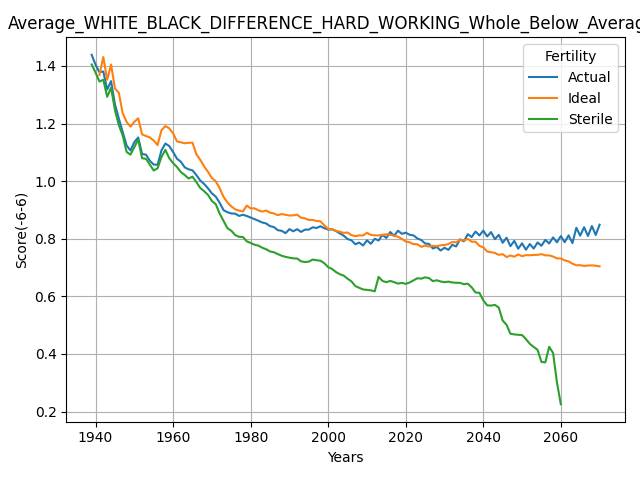 Average_WHITE_BLACK_DIFFERENCE_HARD_WORKING_Whole_Below_Averag
Fertility
Actual
Ideal
Sterile
Score(-6-6)
1.4
1.2
1.0
0.8
0.6
0.4
0.2
1940 1960 1980 2000 2020 2040 2060
Years